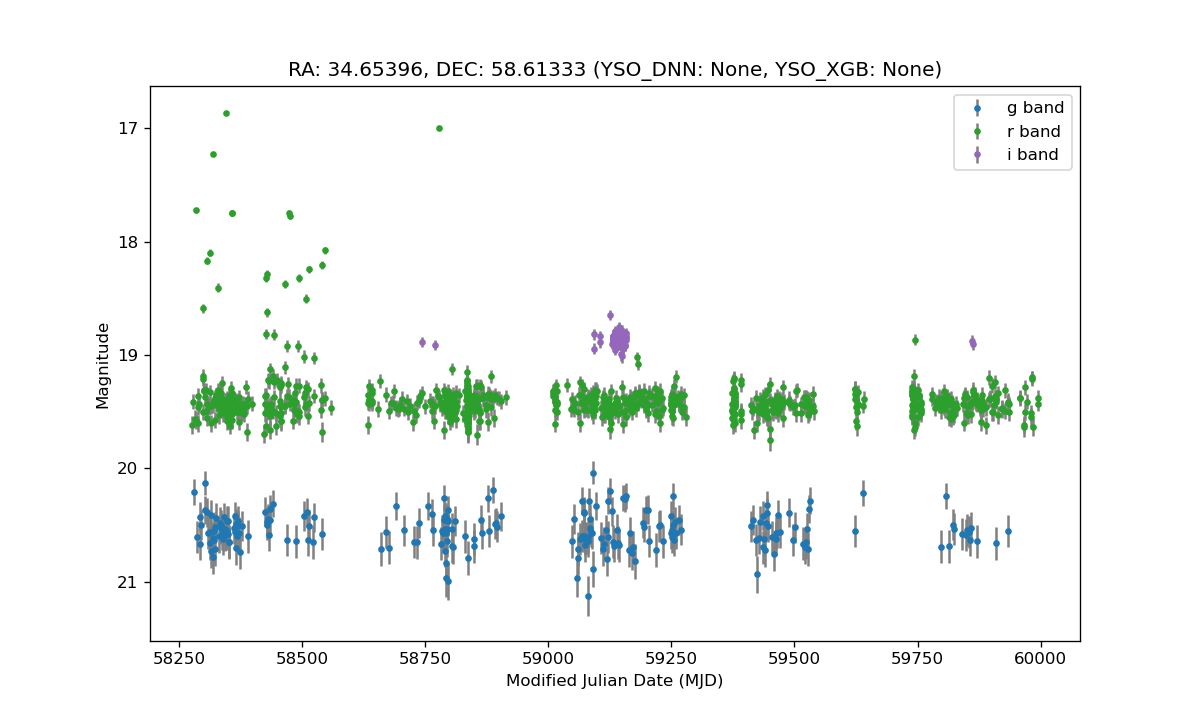 RA: 34.65396, DEC: 58.61333 (YSO_DNN: None, YSO_XGB: None)
g band
r band
i band
17
18
19
20
21
Magnitude
58250 58500 58750 59000 59250 59500 59750 60000
Modified Julian Date (MJD)